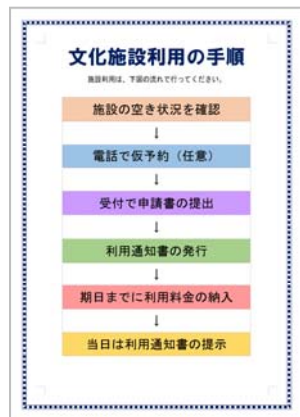 文化施設利用の手順
施設利用は、下図の流れで行ってください。
施設の空き状況を確認
↓
電話で仮予約（任意）
↓
受付で申請書の提出
↓
利用通知書の発行
↓
期日までに利用料金の納入
↓
当日は利用通知書の提示